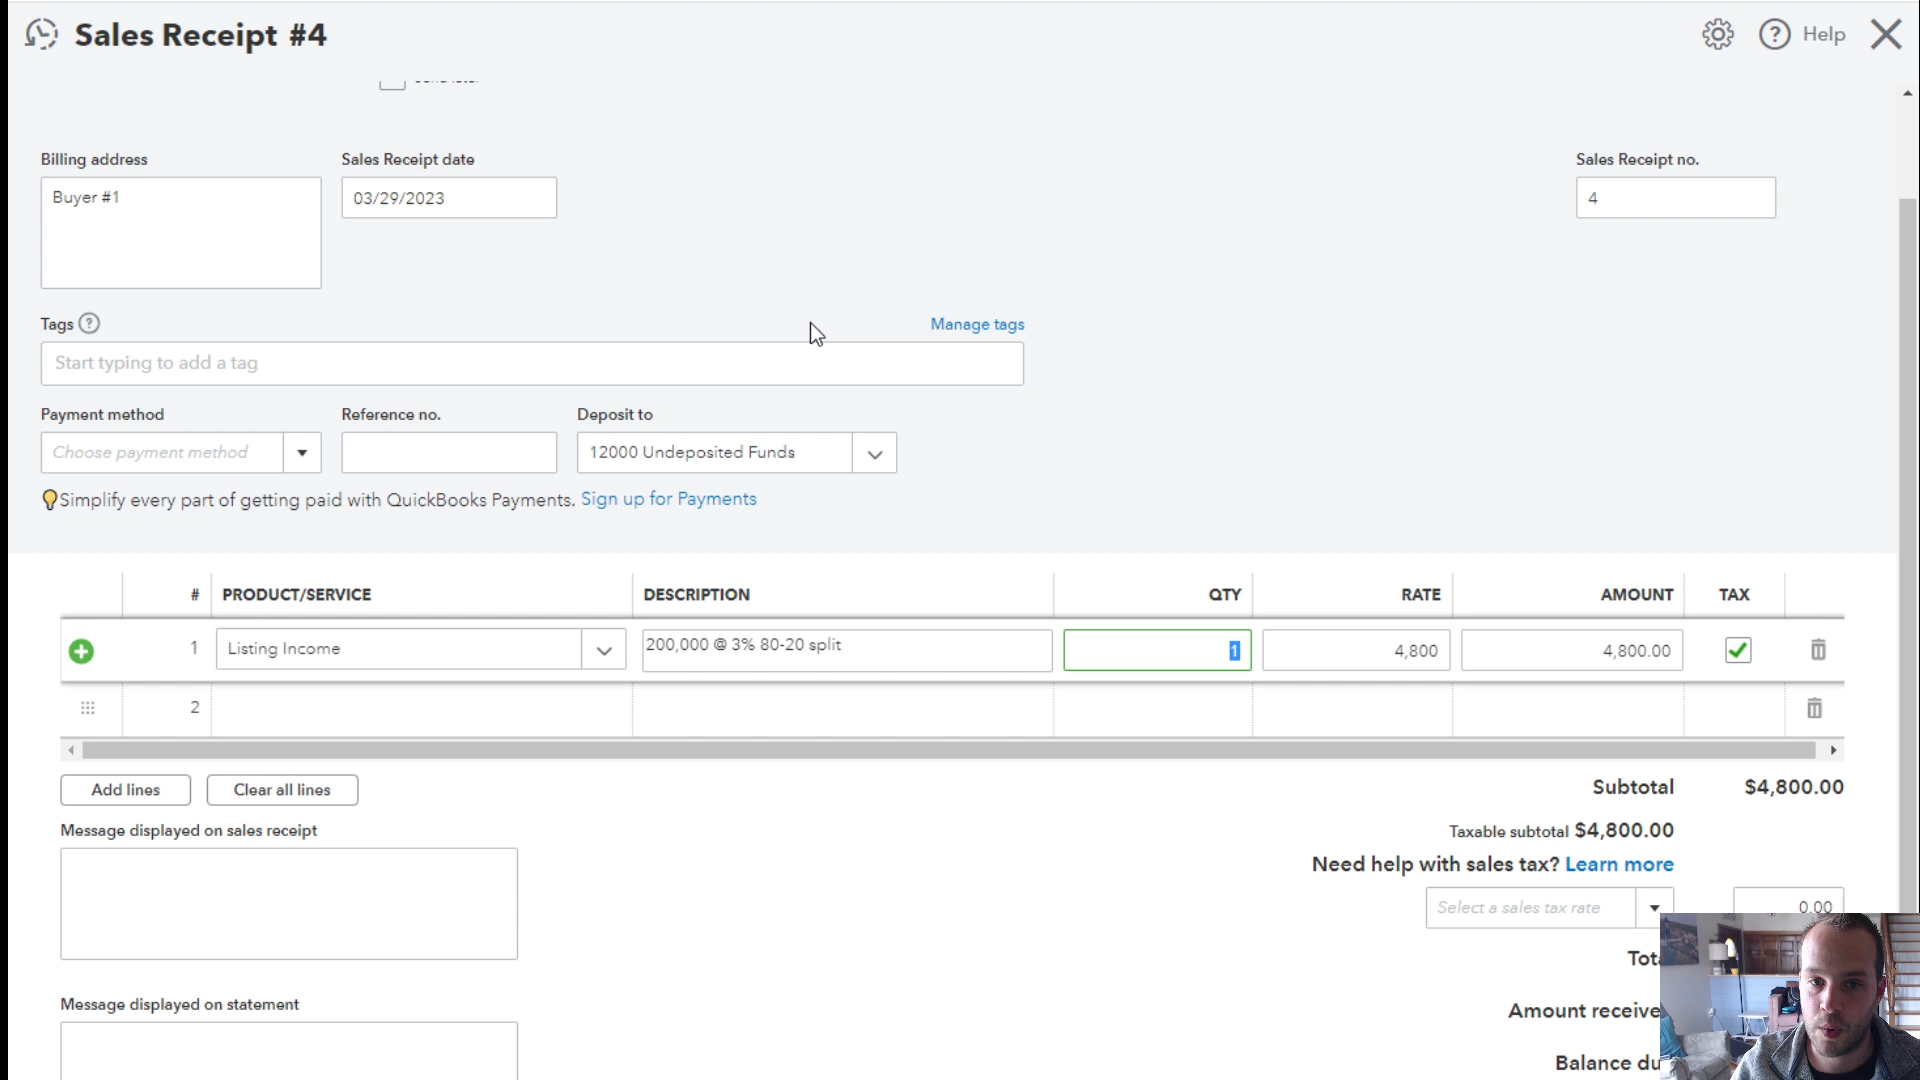 Sales Receipt #4
Help
Billing address
Sales Receipt date
Sales Receipt no.
Buyer #1
03/29/2023
4
Tags
Manage tags
Start typing to add a tag
Payment method
Reference no.
Deposit to
Choose payment method
12000 Undeposited Funds
Simplify every part of getting paid with QuickBooks Payments. Sign up for Payments
# PRODUCT/SERVICE DESCRIPTION QTY RATE AMOUNT TAX
1 Listing Income 200,000 @ 3% 80-20 split 1 4,800 4,800.00
2
Add lines
Clear all lines
Subtotal $4,800.00
Message displayed on sales receipt
Taxable subtotal $4,800.00
Need help with sales tax? Learn more
Select a sales tax rate
0.00
Message displayed on statement